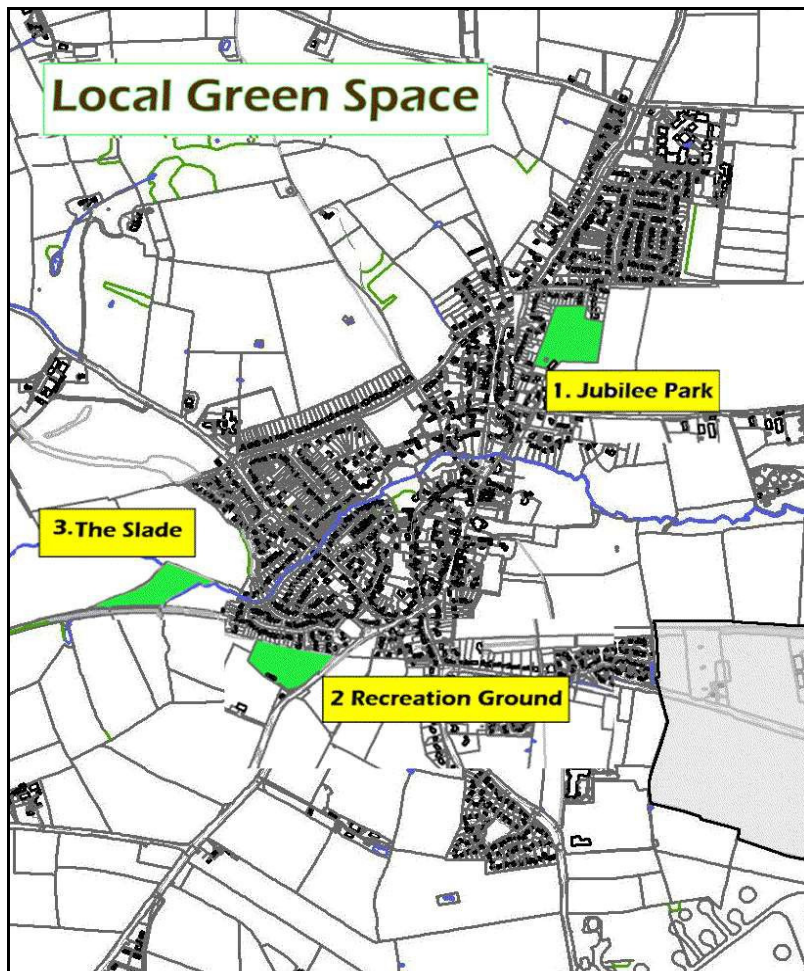 Local Green Space
1. Jubilee Park
3.The Slade
2 Recreation Ground